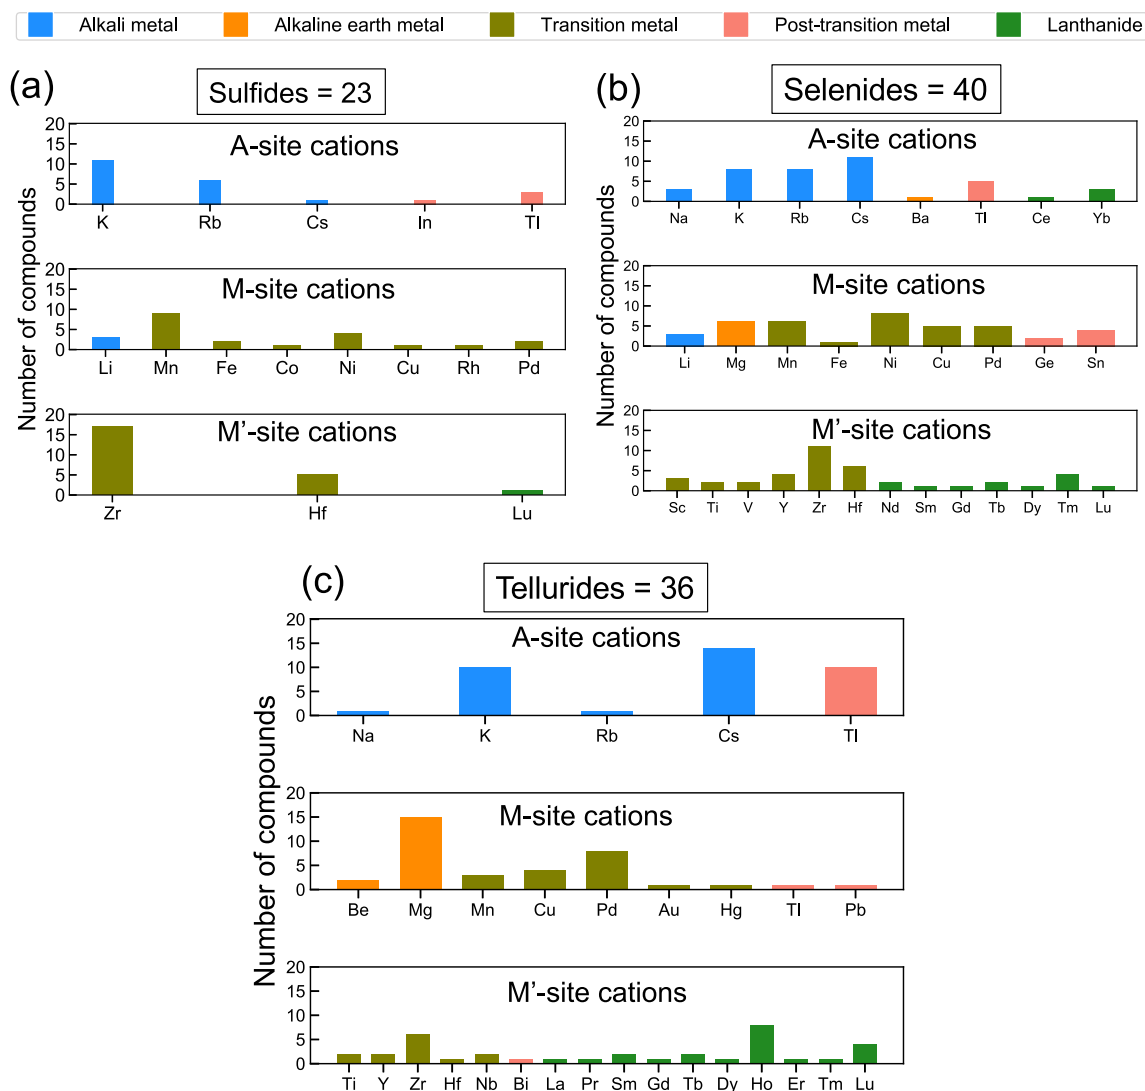 Alkali metal Alkaline earth metal Transition metal Post-transition metal Lanthanide
(a)
Sulfides = 23
Number of compounds
A-site cations
20
15
10
5
0
K Rb Cs In Tl
M-site cations
20
15
10
5
0
Li Mn Fe Co Ni Cu Rh Pd
M’-site cations
20
15
10
5
0
Zr Hf Lu
(b)
Selenides = 40
Number of compounds
A-site cations
20
15
10
5
0
Na K Rb Cs Ba Tl Ce Yb
M-site cations
20
15
10
5
0
Li Mg Mn Fe Ni Cu Pd Ge Sn
M’-site cations
20
15
10
5
0
Sc Ti V Y Zr Hf Nd Sm Gd Tb Dy Tm Lu
(c)
Tellurides = 36
Number of compounds
A-site cations
20
15
10
5
0
Na K Rb Cs Tl
M-site cations
20
15
10
5
0
Be Mg Mn Cu Pd Au Hg Tl Pb
M’-site cations
20
15
10
5
0
Ti Y Zr Hf Nb Bi La Pr Sm Gd Tb Dy Ho Er Tm Lu